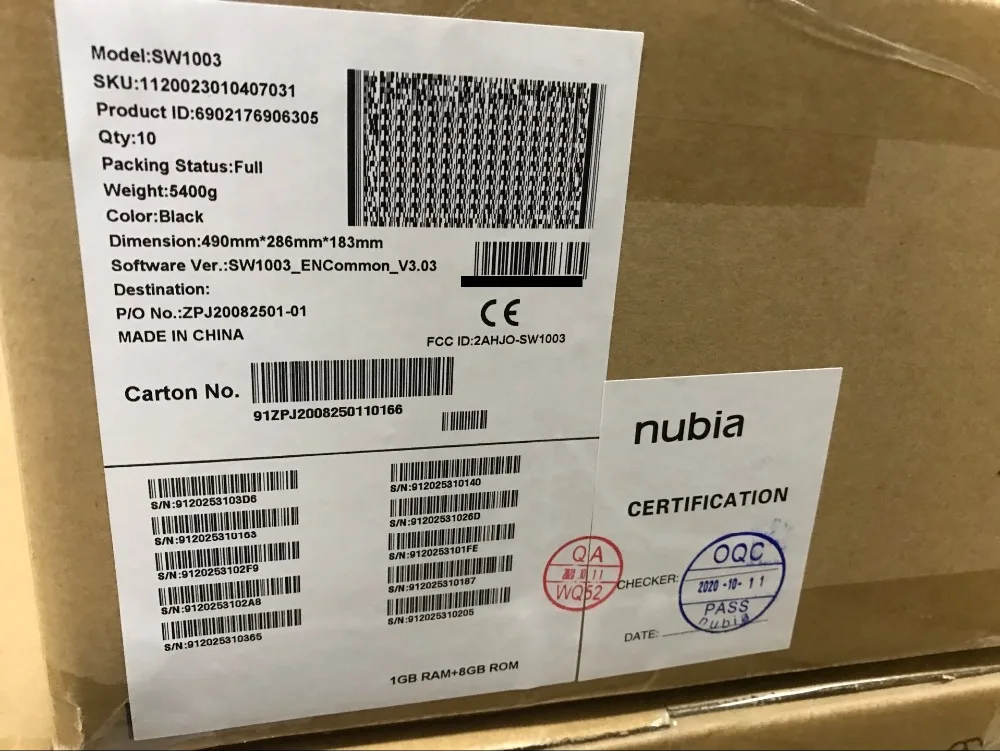 Model:SW1003
SKU:1120023010407031
Product ID:6902176906305
Qty:10
Packing Status:Full
Weight:5400g
Color:Black
Dimension:490mm*286mm*183mm
Software Ver.:SW1003_ENCommon_V3.03
Destination:
P/O No.:ZPJ20082501-01
MADE IN CHINA
CE
FCC ID:2AHJO-SW1003
Carton No.
91ZPJ2008250110166
S/N:9120253103D6
S/N:912025310163
S/N:9120253102F9
S/N:9120253102A8
S/N:912025310365
S/N:912025310140
S/N:91202531026D
S/N:9120253101FE
S/N:912025310187
S/N:912025310205
1GB RAM+8GB ROM
nubia
CERTIFICATION
QA
WQ52
CHECKER:
OQC
2020-10-11
PASS
nubia
DATE: